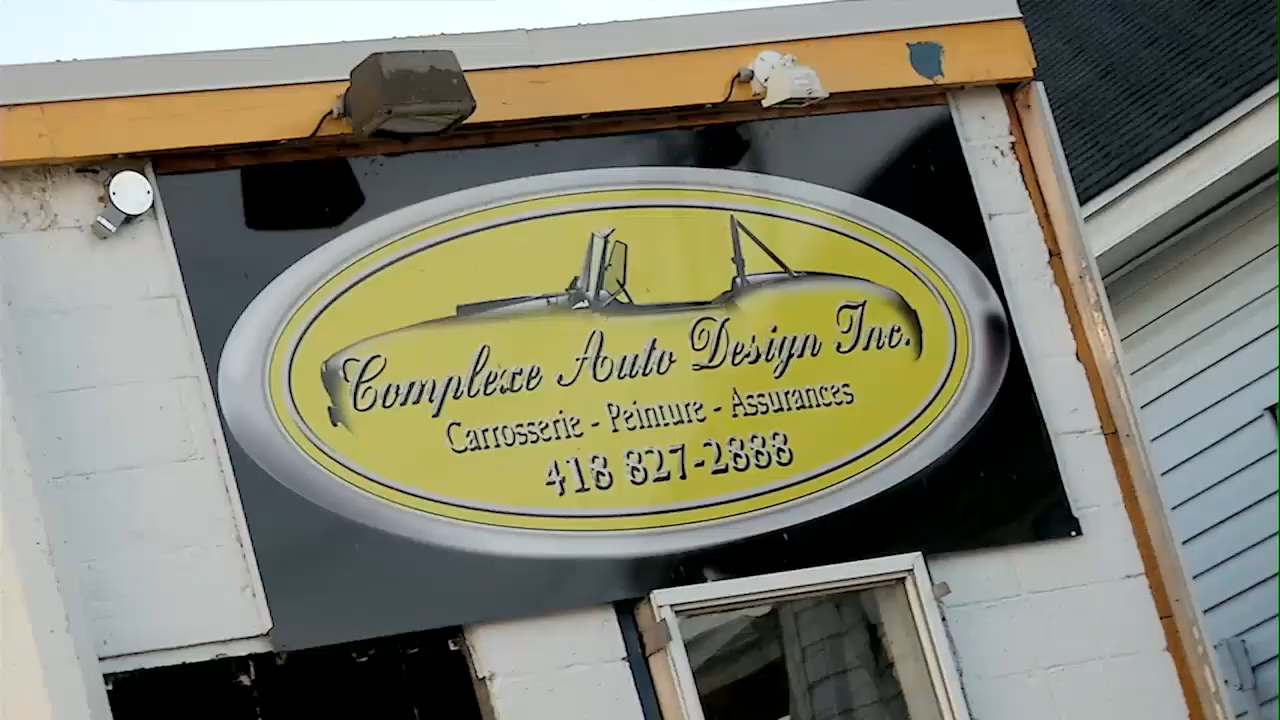 Complexe Auto Design Inc.
Carrosserie - Peinture - Assurances
418 827-2888